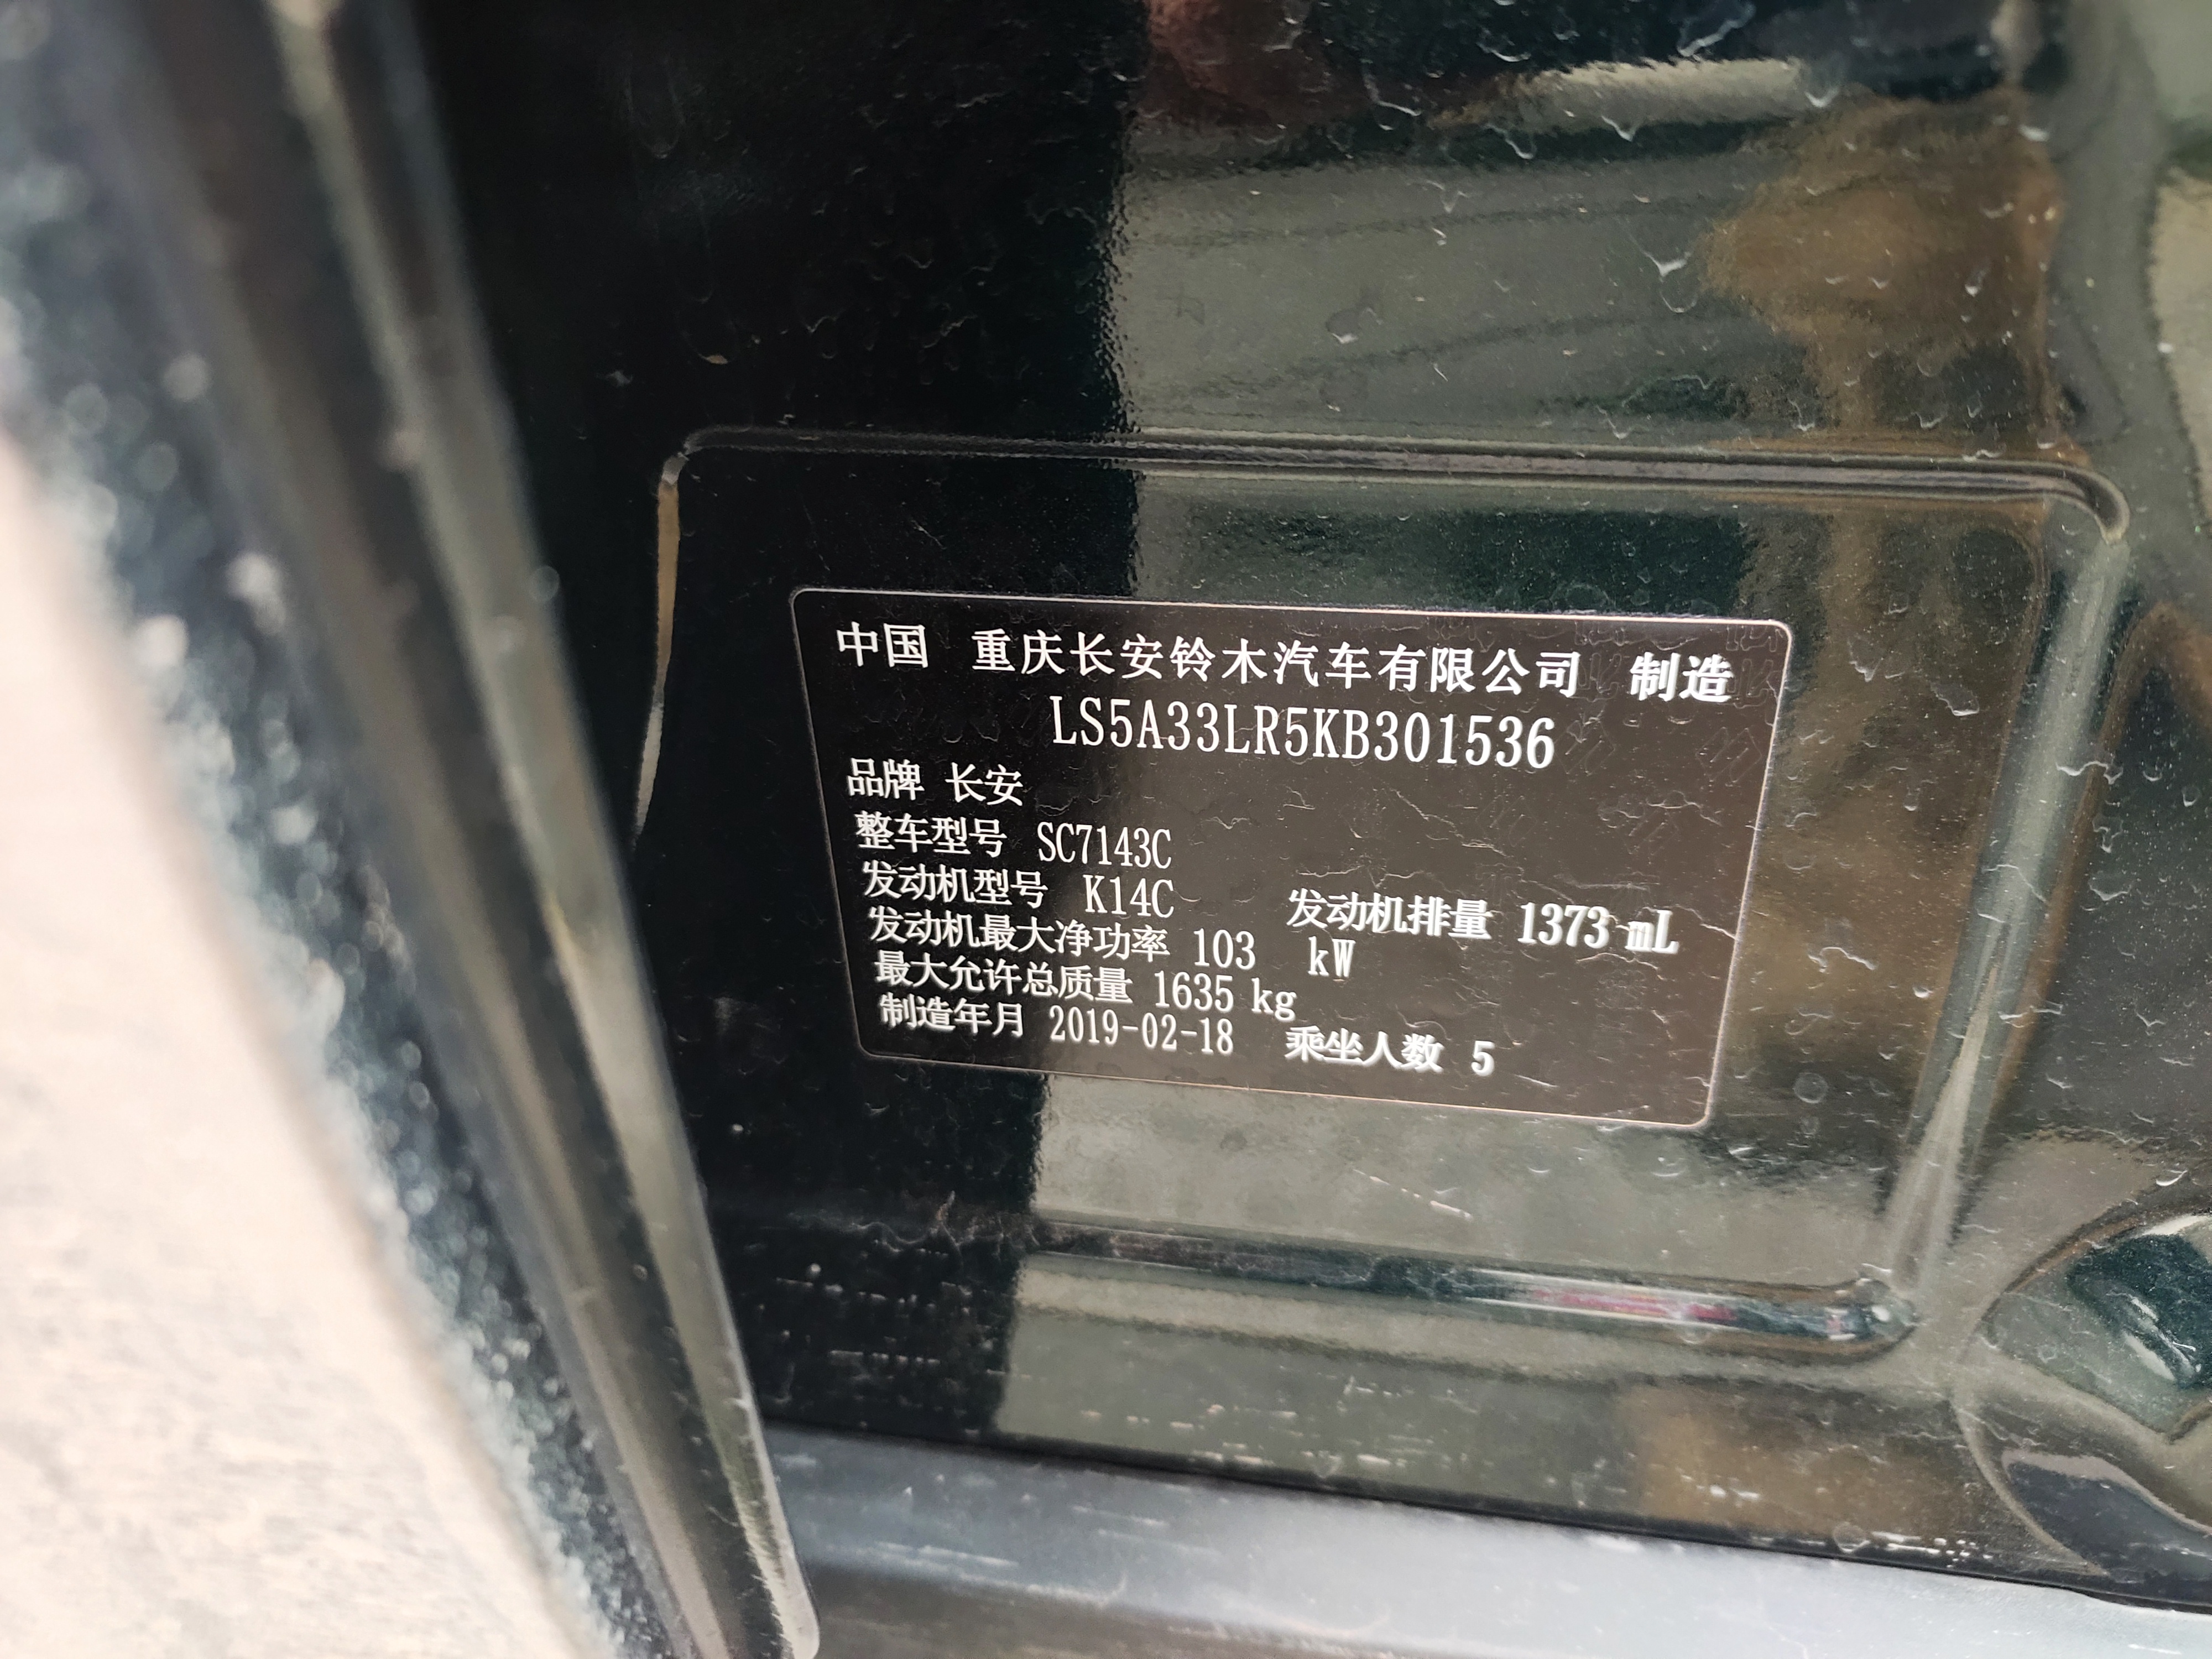 中国 重庆长安铃木汽车有限公司 制造
LS5A33LR5KB301536
品牌 长安
整车型号 SC7143C
发动机型号 K14C 发动机排量 1373 mL
发动机最大净功率 103 kW
最大允许总质量 1635 kg
制造年月 2019-02-18 乘坐人数 5